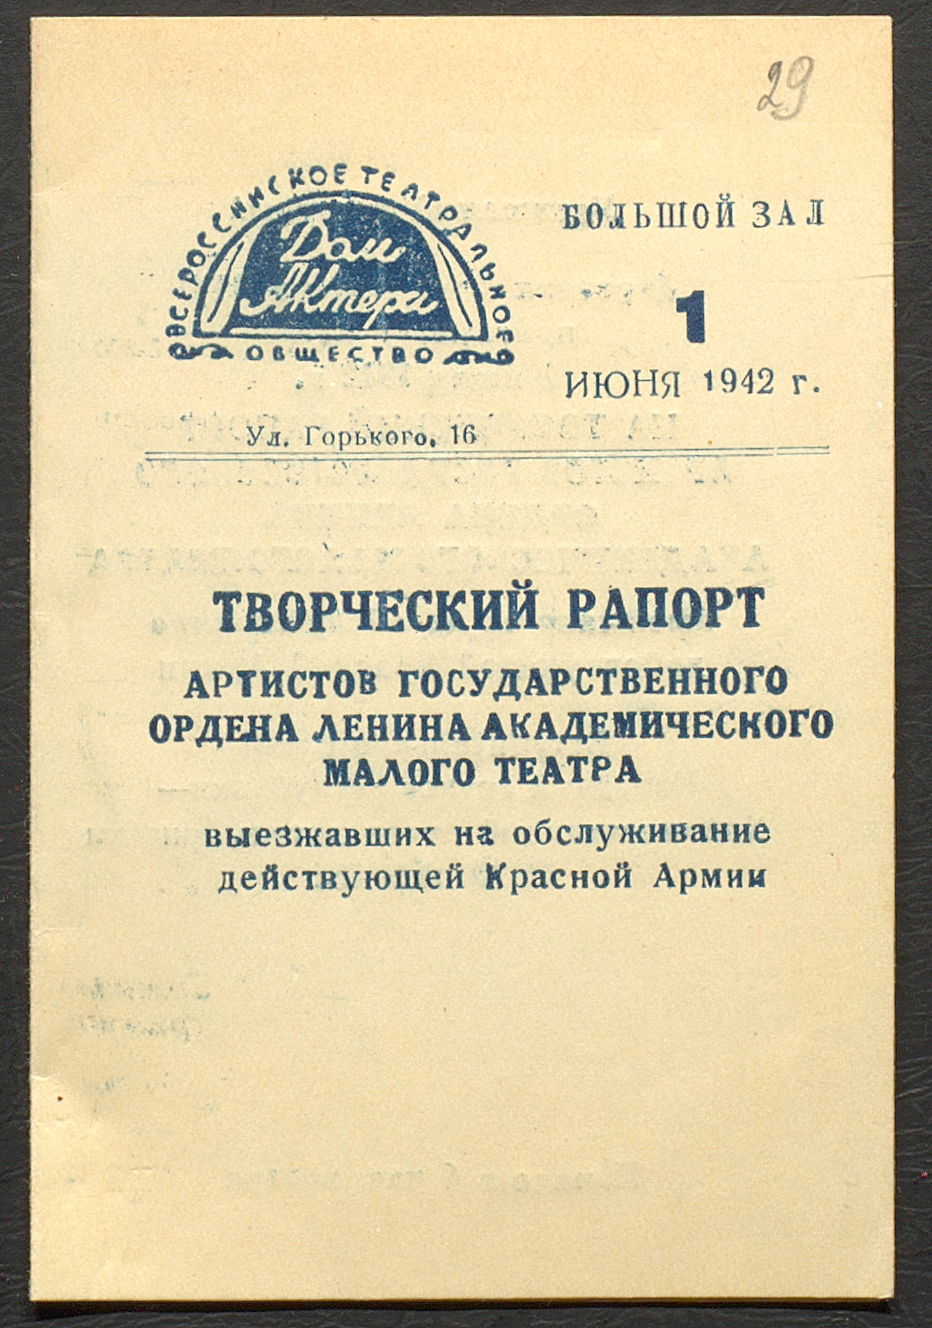 29
ВСЕРОССИЙСКОЕ ТЕАТРАЛЬНОЕ
Дом
Актера
ОБЩЕСТВО
Ул. Горького, 16
БОЛЬШОЙ ЗАЛ
1
ИЮНЯ 1942 г.
ТВОРЧЕСКИЙ РАПОРТ
АРТИСТОВ ГОСУДАРСТВЕННОГО
ОРДЕНА ЛЕНИНА АКАДЕМИЧЕСКОГО
МАЛОГО ТЕАТРА
выезжавших на обслуживание
действующей Красной Армии